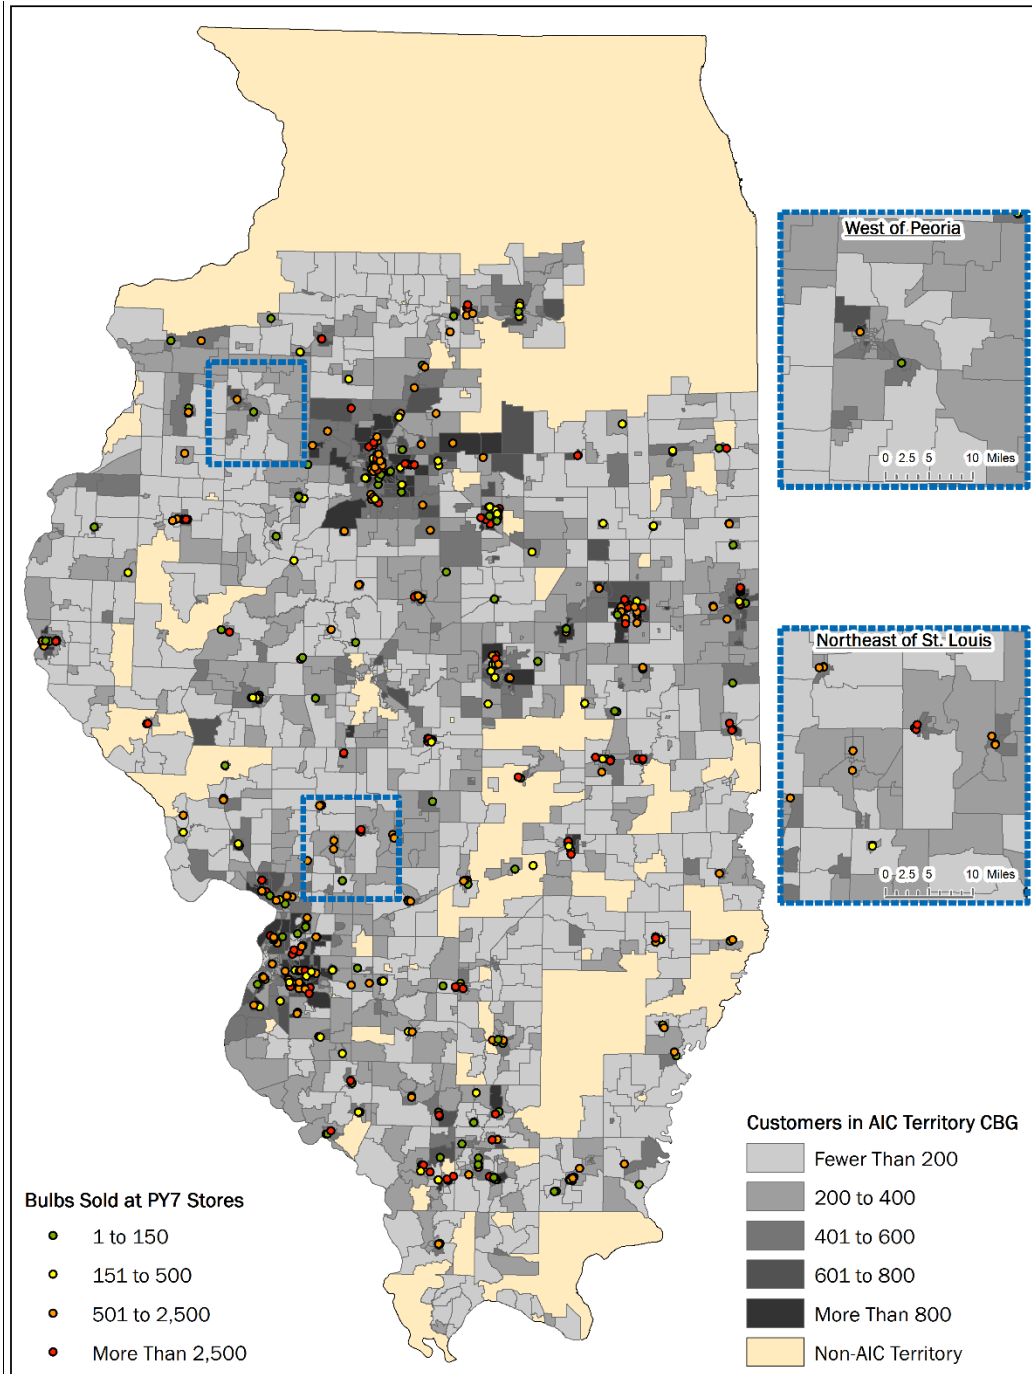 West of Peoria
0 2.5 5 10 Miles
Northeast of St. Louis
0 2.5 5 10 Miles
Customers in AIC Territory CBG
Fewer Than 200
200 to 400
401 to 600
601 to 800
More Than 800
Non-AIC Territory
Bulbs Sold at PY7 Stores
1 to 150
151 to 500
501 to 2,500
More Than 2,500